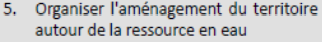 5. Organiser l'aménagement du territoire
autour de la ressource en eau